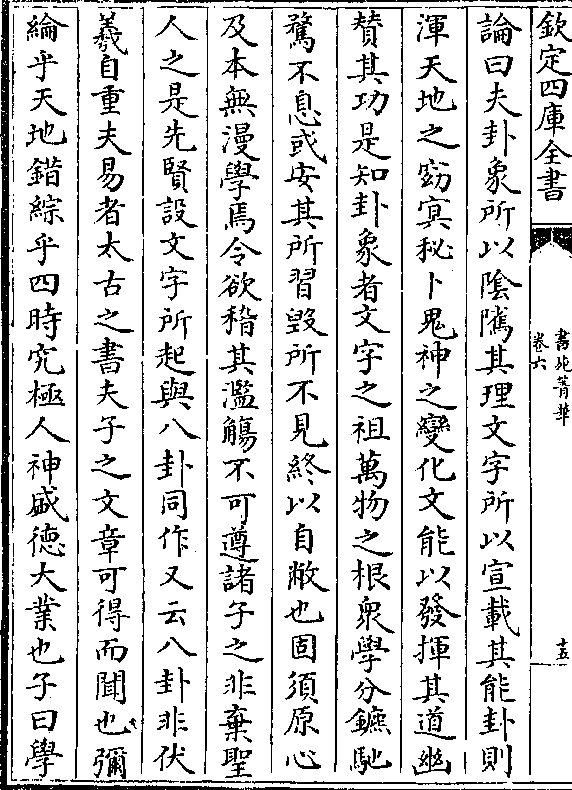 欽定四庫全書
書苑菁華
卷六
十五
論曰夫卦象所以陰隲其理文字所以宣載其能卦則
渾天地之窈冥秘卜鬼神之變化文能以發揮其道幽
賛其功是知卦象者文字之祖萬物之根衆學分鑣馳
騖不息或安其所習毀所不見終以自敝也固須原心
及本無漫學焉令欲稽其濫觴不可遵諸子之非棄聖
人之是先賢設文字所起與八卦同作又云八卦非伏
羲自重夫易者太古之書夫子之文章可得而聞也彌
綸乎天地錯綜乎四時究極人神盛德大業也子曰學